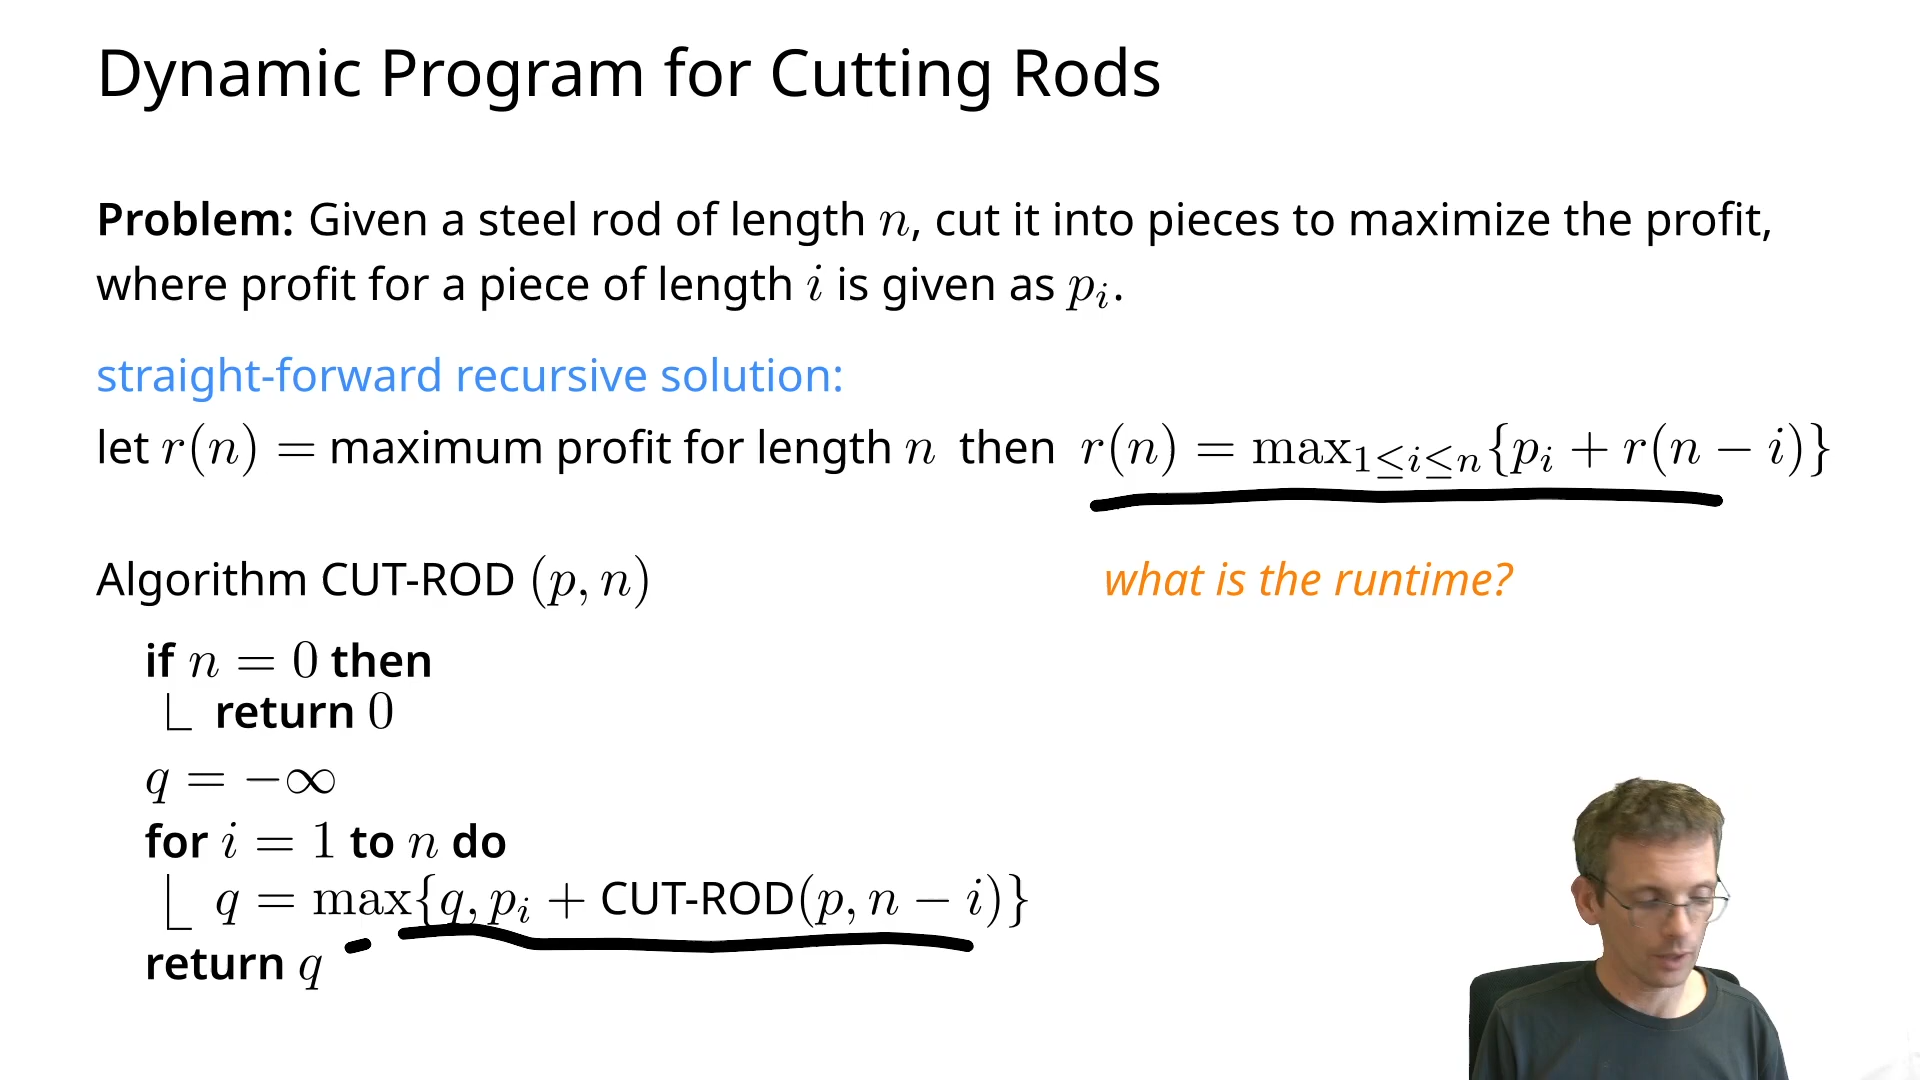 Dynamic Program for Cutting Rods
Problem: Given a steel rod of length n, cut it into pieces to maximize the profit,
where profit for a piece of length i is given as pᵢ.
straight-forward recursive solution:
let r(n) = maximum profit for length n then r(n) = max₁≤ᵢ≤ₙ{pᵢ + r(n − i)}
Algorithm CUT-ROD (p, n)
what is the runtime?
if n = 0 then
return 0
q = −∞
for i = 1 to n do
q = max{q, pᵢ + CUT-ROD(p, n − i)}
return q